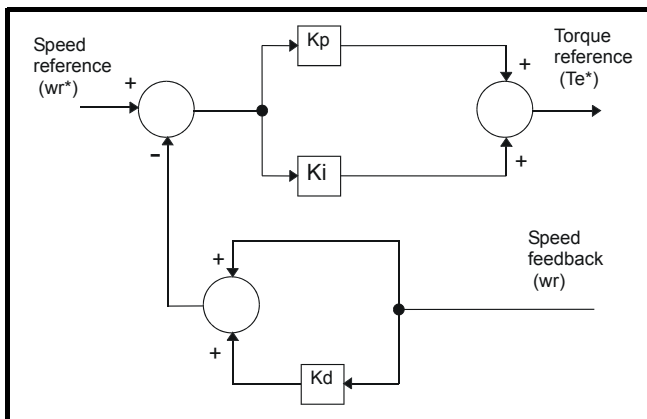 Speed
reference
(wr*)
+
-
Kp
Ki
+
+
Torque
reference
(Te*)
+
+
Kd
Speed
feedback
(wr)